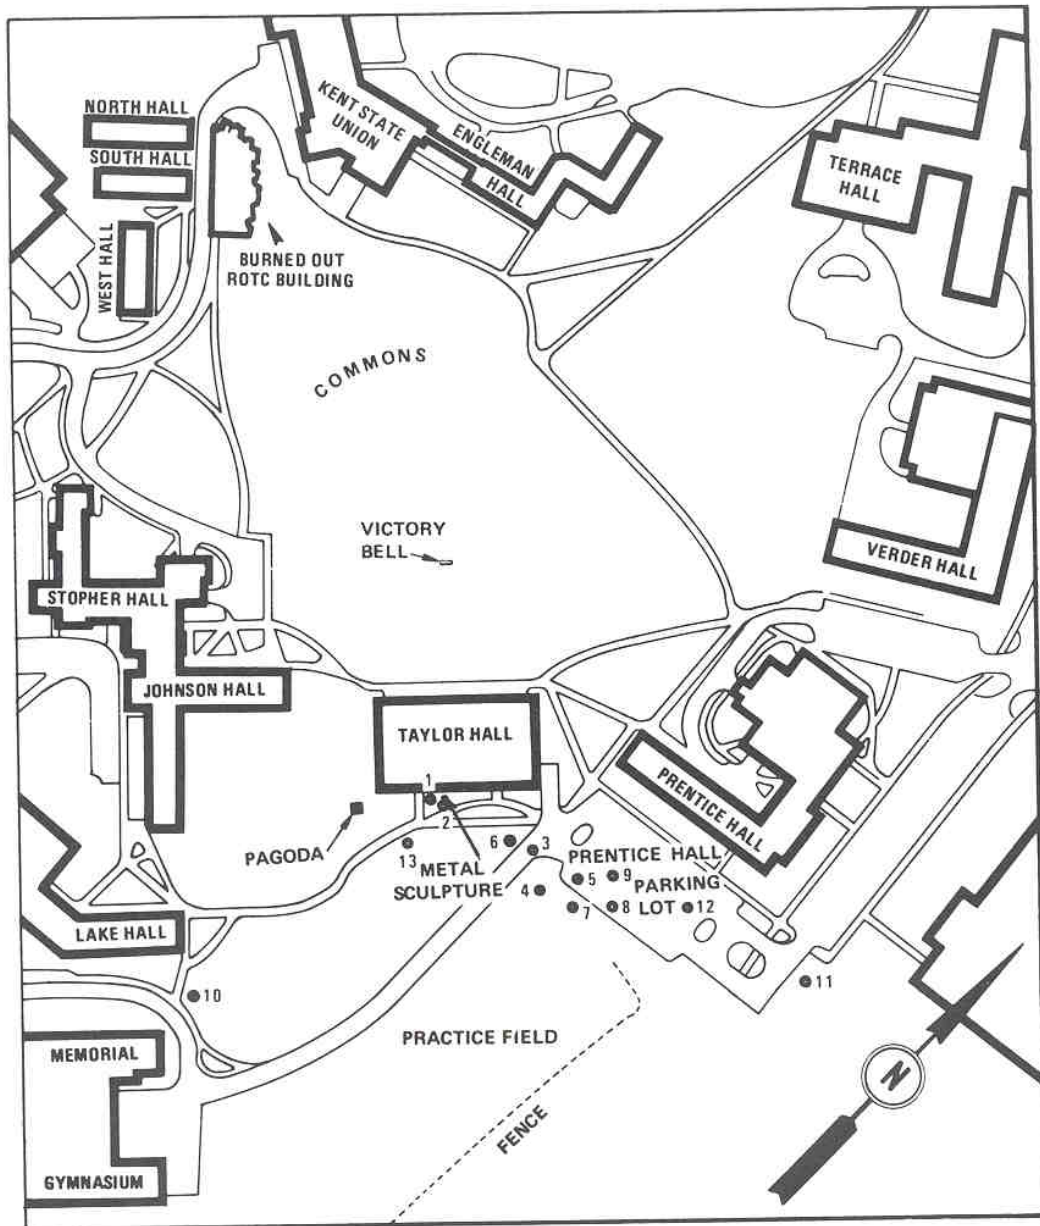 NORTH HALL
SOUTH HALL
WEST HALL
KENT STATE
UNION
ENGLEMAN
HALL
TERRACE
HALL
BURNED OUT
ROTC BUILDING
COMMONS
VICTORY
BELL
VERDER HALL
STOPHER HALL
JOHNSON HALL
TAYLOR HALL
PRENTICE HALL
1
2
PAGODA
13
METAL
SCULPTURE
6
3
4
PRENTICE HALL
PARKING
LOT
5
9
7
8
12
11
LAKE HALL
10
PRACTICE FIELD
FENCE
MEMORIAL
GYMNASIUM
N